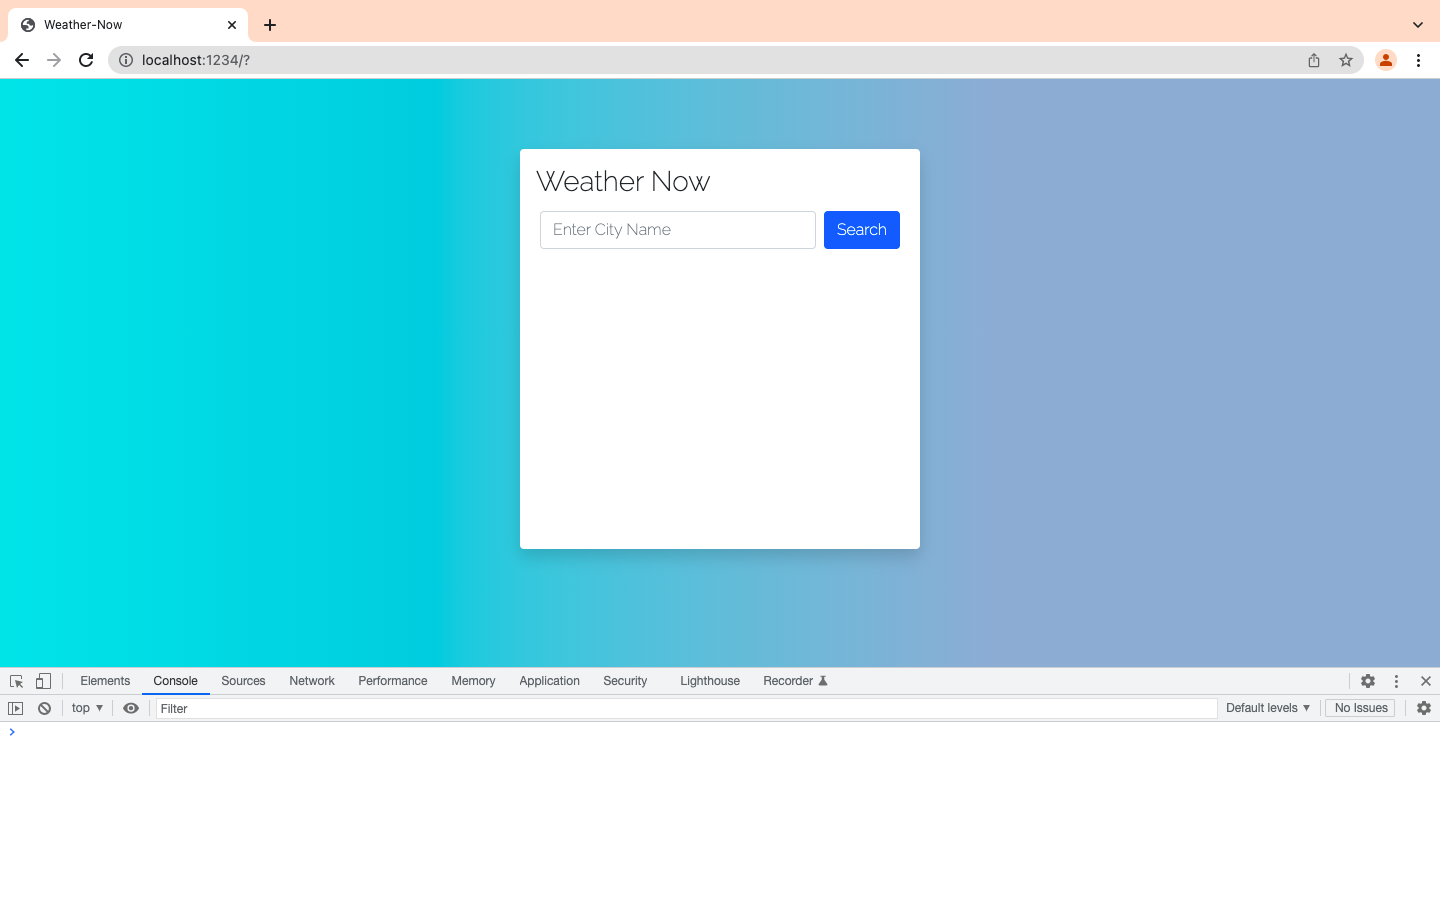 Weather-Now
localhost:1234/?
Weather Now
Enter City Name
Search
Elements Console Sources Network Performance Memory Application Security Lighthouse Recorder
top Filter Default levels No Issues